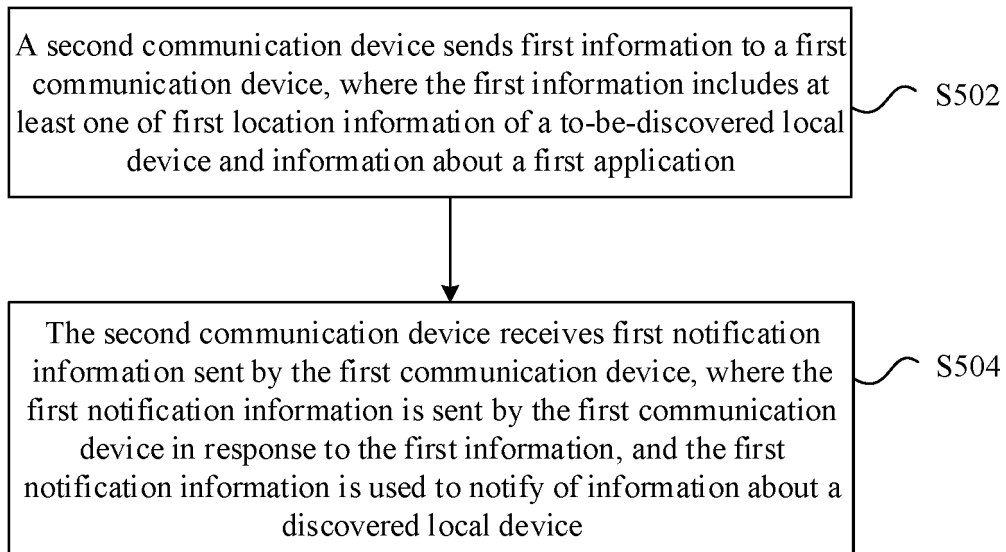 A second communication device sends first information to a first
communication device, where the first information includes at
least one of first location information of a to-be-discovered local
device and information about a first application
S502
The second communication device receives first notification
information sent by the first communication device, where the
first notification information is sent by the first communication
device in response to the first information, and the first
notification information is used to notify of information about a
discovered local device
S504